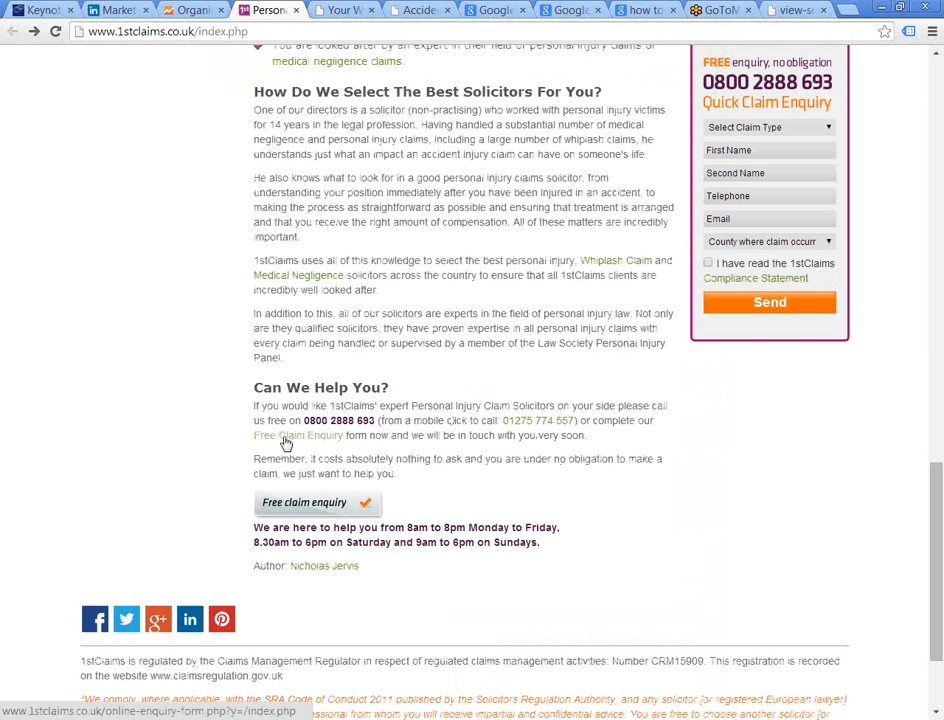 Keynot
Market
Organi
Persona
Your W
Accide
Google
Google
how to
GoToM
view-so
www.1stclaims.co.uk/index.php
You are looked after by an expert in their field of personal injury claims or
medical negligence claims.
How Do We Select The Best Solicitors For You?
One of our directors is a solicitor (non-practising) who worked with personal injury victims
for 14 years in the legal profession. Having handled a substantial number of medical
negligence and personal injury claims, including a large number of whiplash claims, he
understands just what an impact an accident injury claim can have on someone's life.
He also knows what to look for in a good personal injury claims solicitor, from
understanding your position immediately after you have been injured in an accident, to
making the process as straightforward as possible and ensuring that treatment is arranged
and that you receive the right amount of compensation. All of these matters are incredibly
important.
1stClaims uses all of this knowledge to select the best personal injury, Whiplash Claim and
Medical Negligence solicitors across the country to ensure that all 1stClaims clients are
incredibly well looked after.
In addition to this, all of our solicitors are experts in the field of personal injury law. Not only
are they qualified solicitors, they have proven expertise in all personal injury claims with
every claim being handled or supervised by a member of the Law Society Personal Injury
Panel.
Can We Help You?
If you would like 1stClaims' expert Personal Injury Claim Solicitors on your side please call
us free on 0800 2888 693 (from a mobile click to call: 01275 774 557) or complete our
Free Claim Enquiry form now and we will be in touch with you very soon.
Remember, it costs absolutely nothing to ask and you are under no obligation to make a
claim, we just want to help you.
Free claim enquiry
We are here to help you from 8am to 8pm Monday to Friday,
8.30am to 6pm on Saturday and 9am to 6pm on Sundays.
Author: Nicholas Jervis
FREE enquiry, no obligation
0800 2888 693
Quick Claim Enquiry
Select Claim Type
First Name
Second Name
Telephone
Email
County where claim occurr
I have read the 1stClaims
Compliance Statement
Send
f
g+
in
1stClaims is regulated by the Claims Management Regulator in respect of regulated claims management activities: Number CRM15909. This registration is recorded
on the website www.claimsregulation.gov.uk
"We comply, where applicable, with the SRA Code of Conduct 2011 published by the Solicitors Regulation Authority, and any solicitor [or registered European lawyer]
professional from whom you will receive impartial and confidential advice. You are free to choose another solicitor [or
www.1stclaims.co.uk/online-enquiry-form.php?y=/index.php